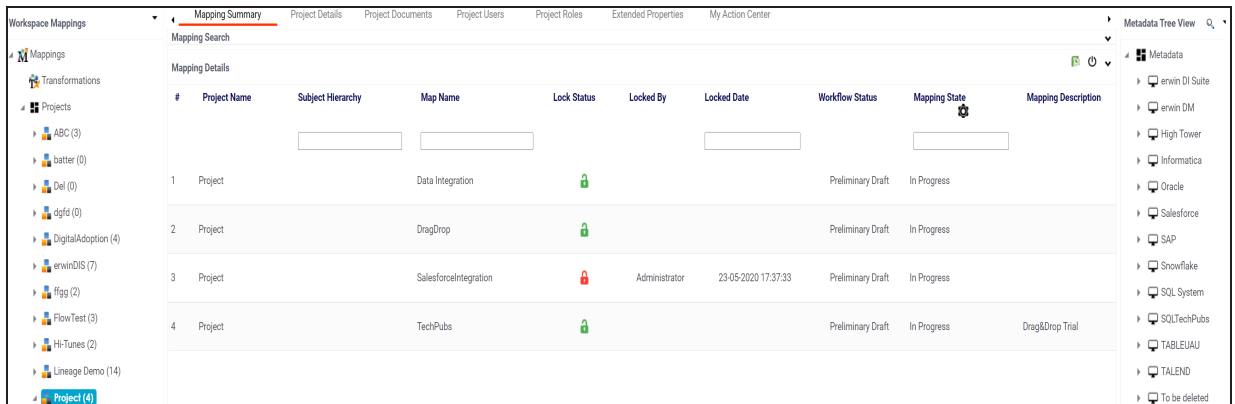 Workspace Mappings
Mappings
Transformations
Projects
ABC (3)
batter (0)
Del (0)
dgfd (0)
DigitalAdoption (4)
erwinDIS (7)
ffgg (2)
FlowTest (3)
Hi-Tunes (2)
Lineage Demo (14)
Project (4)
Mapping Summary Project Details Project Documents Project Users Project Roles Extended Properties My Action Center
Mapping Search
Mapping Details
# Project Name Subject Hierarchy Map Name Lock Status Locked By Locked Date Workflow Status Mapping State Mapping Description
1 Project Data Integration Preliminary Draft In Progress
2 Project DragDrop Preliminary Draft In Progress
3 Project SalesforceIntegration Administrator 23-05-2020 17:37:33 Preliminary Draft In Progress
4 Project TechPubs Preliminary Draft In Progress Drag&Drop Trial
Metadata Tree View
Metadata
erwin DI Suite
erwin DM
High Tower
Informatica
Oracle
Salesforce
SAP
Snowflake
SQL System
SQLTechPubs
TABLEUAU
TALEND
To be deleted